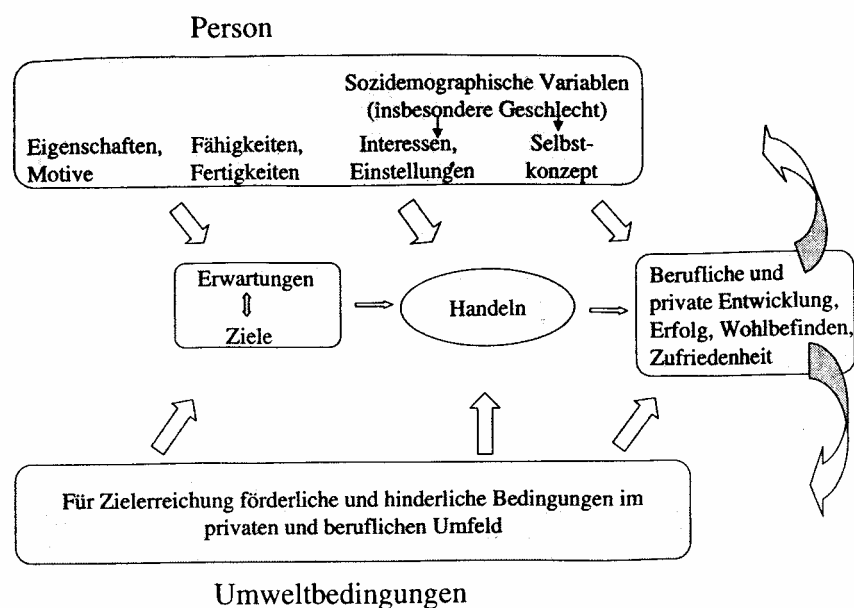 Person
Sozidemographische Variablen
(insbesondere Geschlecht)
Eigenschaften,
Motive
Fähigkeiten,
Fertigkeiten
Interessen,
Einstellungen
Selbst-
konzept
Erwartungen
Ziele
Handeln
Berufliche und
private Entwicklung,
Erfolg, Wohlbefinden,
Zufriedenheit
Für Zielerreichung förderliche und hinderliche Bedingungen im
privaten und beruflichen Umfeld
Umweltbedingungen